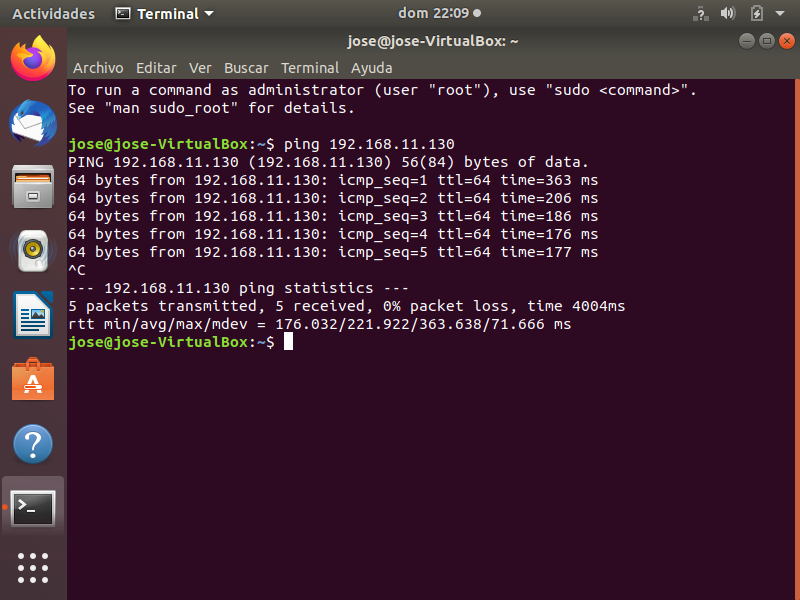 Actividades Terminal dom 22:09
jose@jose-VirtualBox: ~
Archivo Editar Ver Buscar Terminal Ayuda
To run a command as administrator (user "root"), use "sudo <command>".
See "man sudo_root" for details.
jose@jose-VirtualBox:~$ ping 192.168.11.130
PING 192.168.11.130 (192.168.11.130) 56(84) bytes of data.
64 bytes from 192.168.11.130: icmp_seq=1 ttl=64 time=363 ms
64 bytes from 192.168.11.130: icmp_seq=2 ttl=64 time=206 ms
64 bytes from 192.168.11.130: icmp_seq=3 ttl=64 time=186 ms
64 bytes from 192.168.11.130: icmp_seq=4 ttl=64 time=176 ms
64 bytes from 192.168.11.130: icmp_seq=5 ttl=64 time=177 ms
^C
--- 192.168.11.130 ping statistics ---
5 packets transmitted, 5 received, 0% packet loss, time 4004ms
rtt min/avg/max/mdev = 176.032/221.922/363.638/71.666 ms
jose@jose-VirtualBox:~$